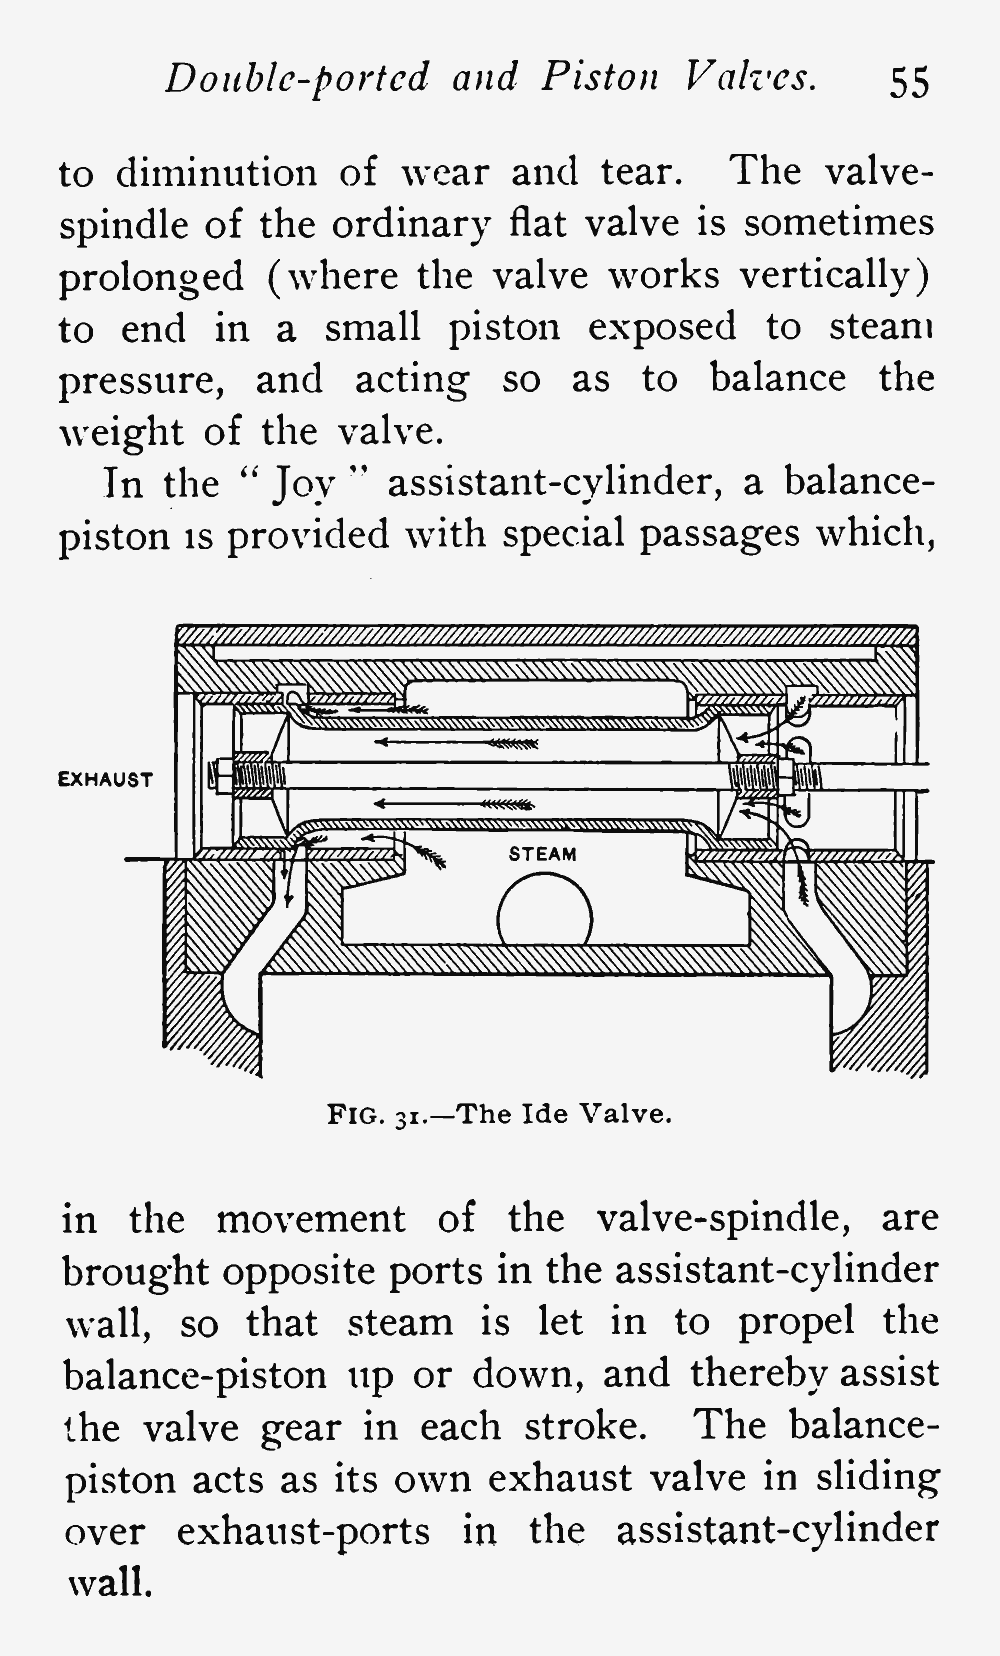 Double-ported and Piston Valves. 55
to diminution of wear and tear. The valve-
spindle of the ordinary flat valve is sometimes
prolonged (where the valve works vertically)
to end in a small piston exposed to steam
pressure, and acting so as to balance the
weight of the valve.
In the “ Joy ” assistant-cylinder, a balance-
piston is provided with special passages which,
EXHAUST
STEAM
FIG. 31.—The Ide Valve.
in the movement of the valve-spindle, are
brought opposite ports in the assistant-cylinder
wall, so that steam is let in to propel the
balance-piston up or down, and thereby assist
the valve gear in each stroke. The balance-
piston acts as its own exhaust valve in sliding
over exhaust-ports in the assistant-cylinder
wall.